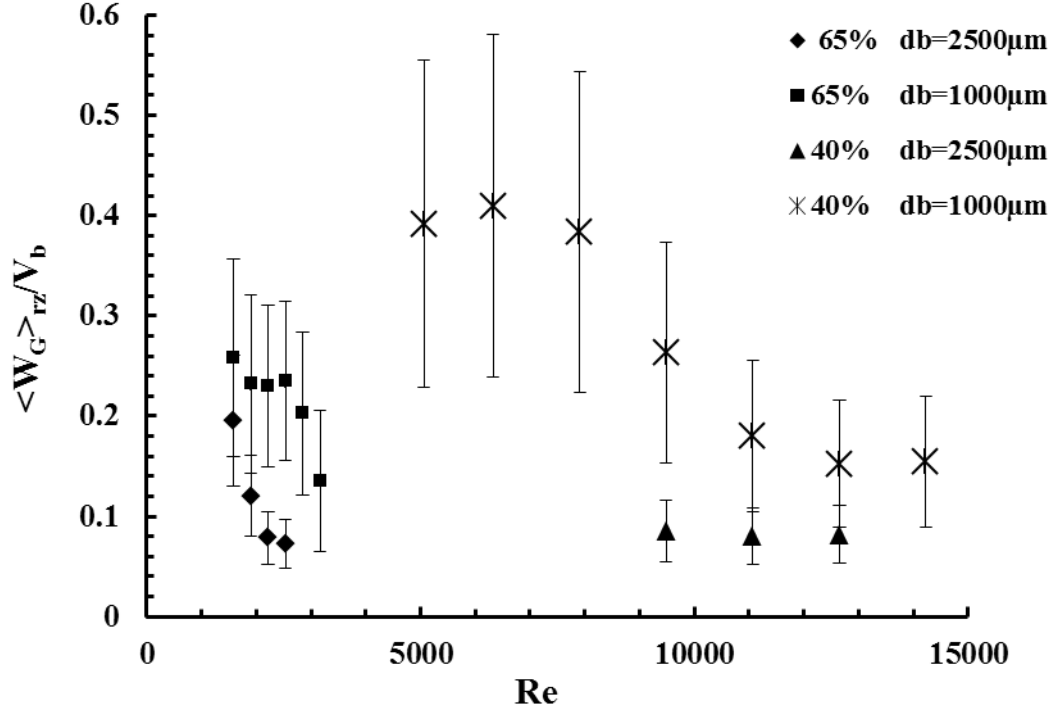 0.6
0.5
0.4
0.3
0.2
0.1
0
<W_G>_rz/V_b
65% db=2500μm
65% db=1000μm
40% db=2500μm
40% db=1000μm
0 5000 10000 15000
Re